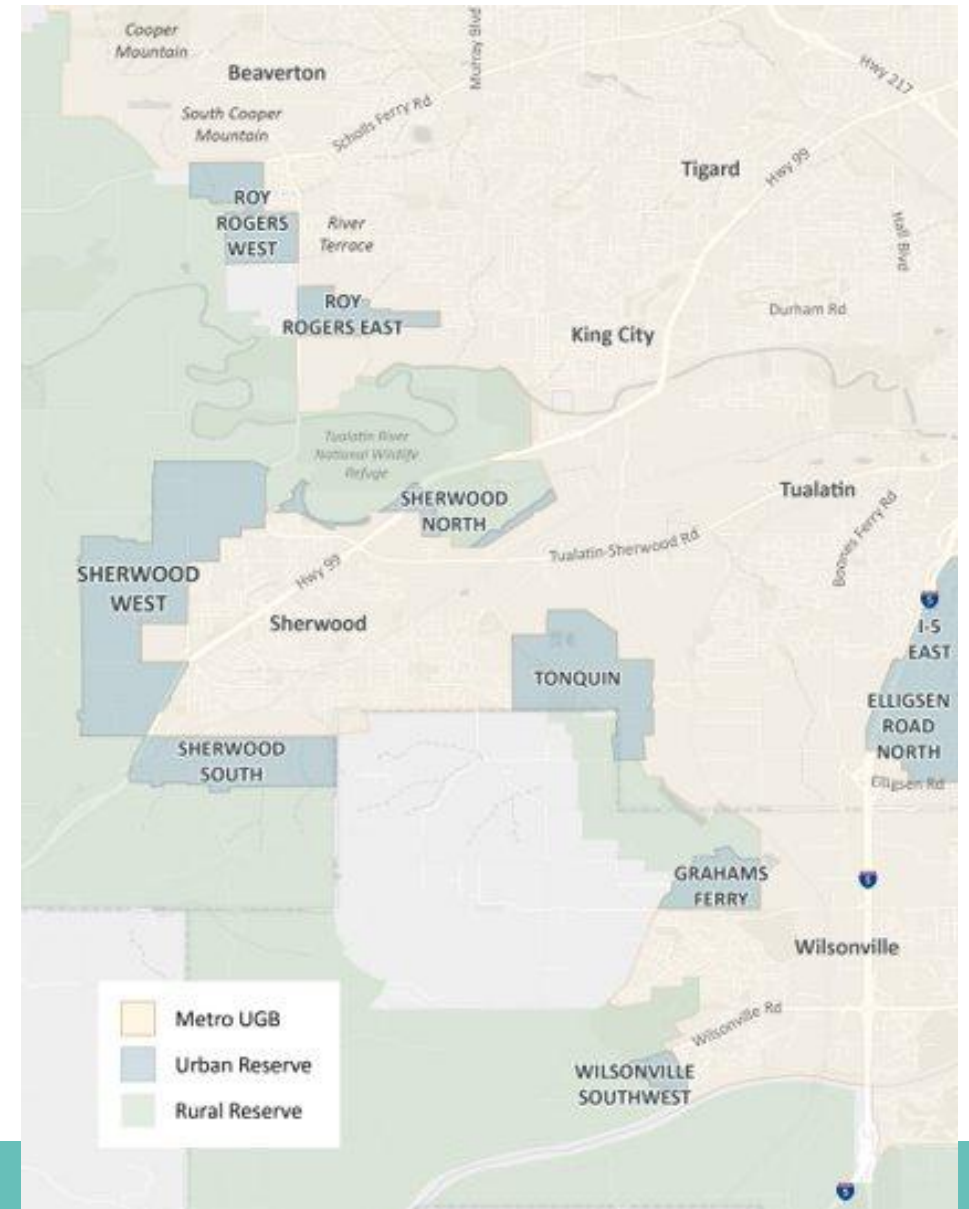 Cooper
Mountain
Beaverton
Murray Blvd
Hwy 217
South Cooper
Mountain
Scholls Ferry Rd
Tigard
Hwy 99
ROY
ROGERS
WEST
River
Terrace
Hall Blvd
ROY
ROGERS EAST
Durham Rd
King City
Tualatin River
National Wildlife
Refuge
SHERWOOD
NORTH
Tualatin
Boones Ferry Rd
Tualatin-Sherwood Rd
Hwy 99
SHERWOOD
WEST
Sherwood
5
I-5
EAST
TONQUIN
ELLIGSEN
ROAD
NORTH
SHERWOOD
SOUTH
Elligsen Rd
GRAHAMS
FERRY
5
Wilsonville
Metro UGB
Urban Reserve
Rural Reserve
Wilsonville Rd
WILSONVILLE
SOUTHWEST
5